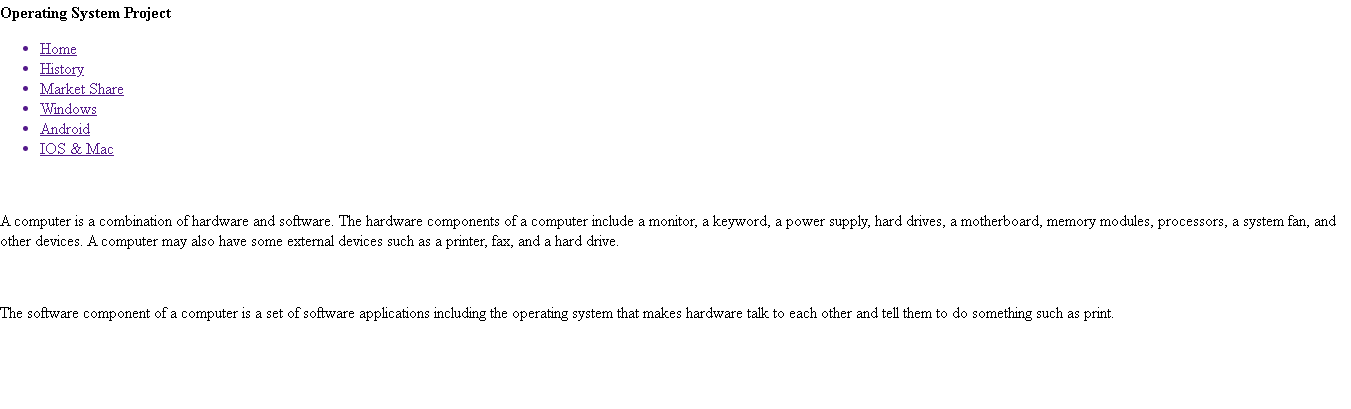 Operating System Project
Home
History
Market Share
Windows
Android
IOS & Mac
A computer is a combination of hardware and software. The hardware components of a computer include a monitor, a keyword, a power supply, hard drives, a motherboard, memory modules, processors, a system fan, and
other devices. A computer may also have some external devices such as a printer, fax, and a hard drive.
The software component of a computer is a set of software applications including the operating system that makes hardware talk to each other and tell them to do something such as print.